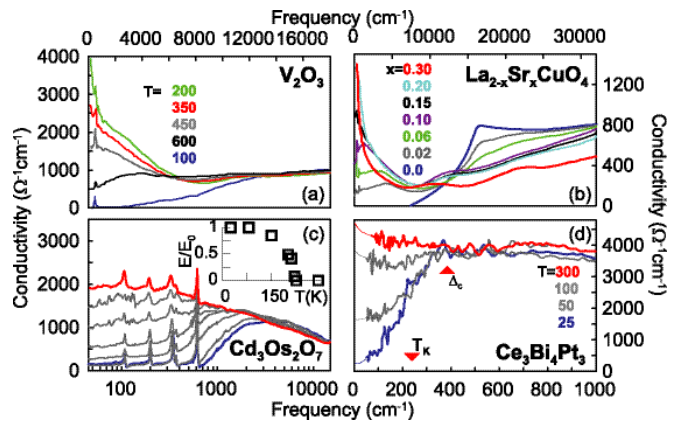 Frequency (cm-1)
Frequency (cm-1)
0 4000 8000 12000 16000
0 10000 20000 30000
Conductivity (Ω-1cm-1)
4000
3000
2000
1000
0
V2O3
T= 200
350
450
600
100
(a)
x=0.30
0.20
0.15
0.10
0.06
0.02
0.0
La2-xSrxCuO4
(b)
1200
800
400
0
Conductivity (Ω-1cm-1)
3000
2000
1000
0
(c)
E/E0
1
0.5
0
0 150
T(K)
Cd3Os2O7
100 1000
Frequency (cm-1)
(d)
T=300
100
50
25
Δc
TK
Ce3Bi4Pt3
4000
3000
2000
1000
0
0 200 400 600 800 1000
Frequency (cm-1)